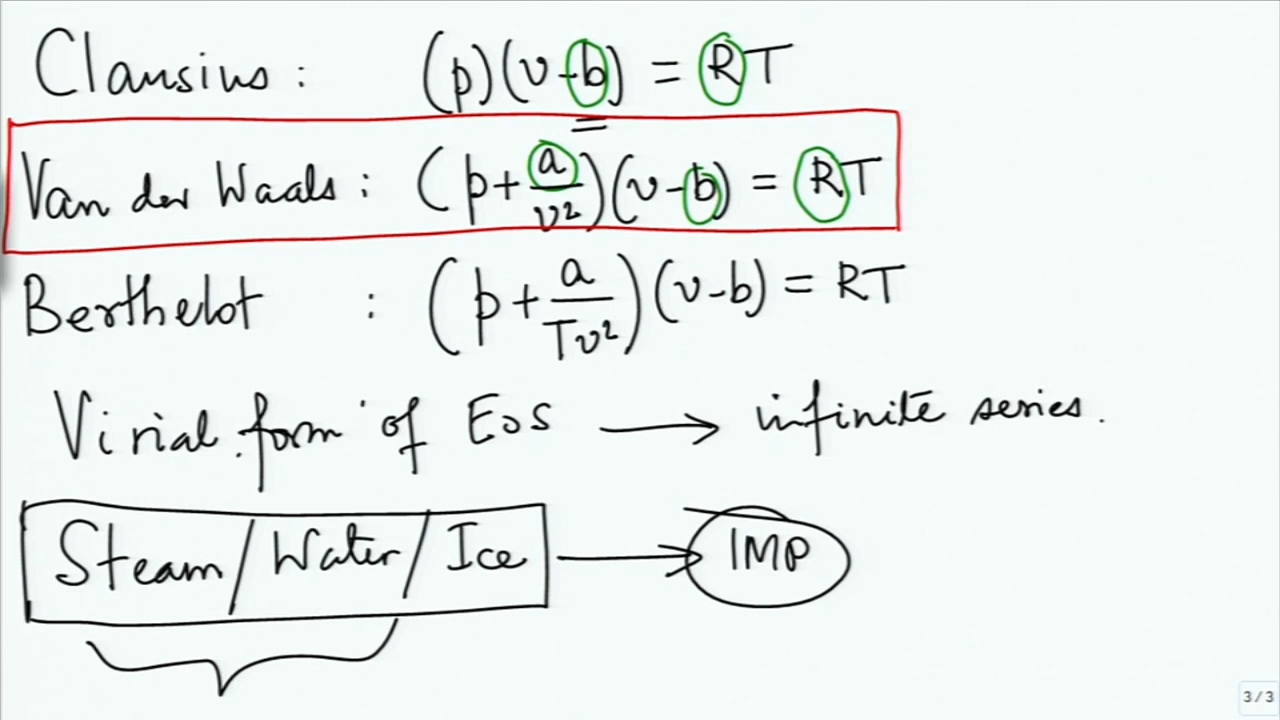 Clausius : (p)(v-b) = RT
Van der Waals : (p+a/v²)(v-b) = RT
Berthelot : (p+a/Tv²)(v-b) = RT
Virial form of EoS → infinite series.
Steam/Water/Ice → IMP
3/3